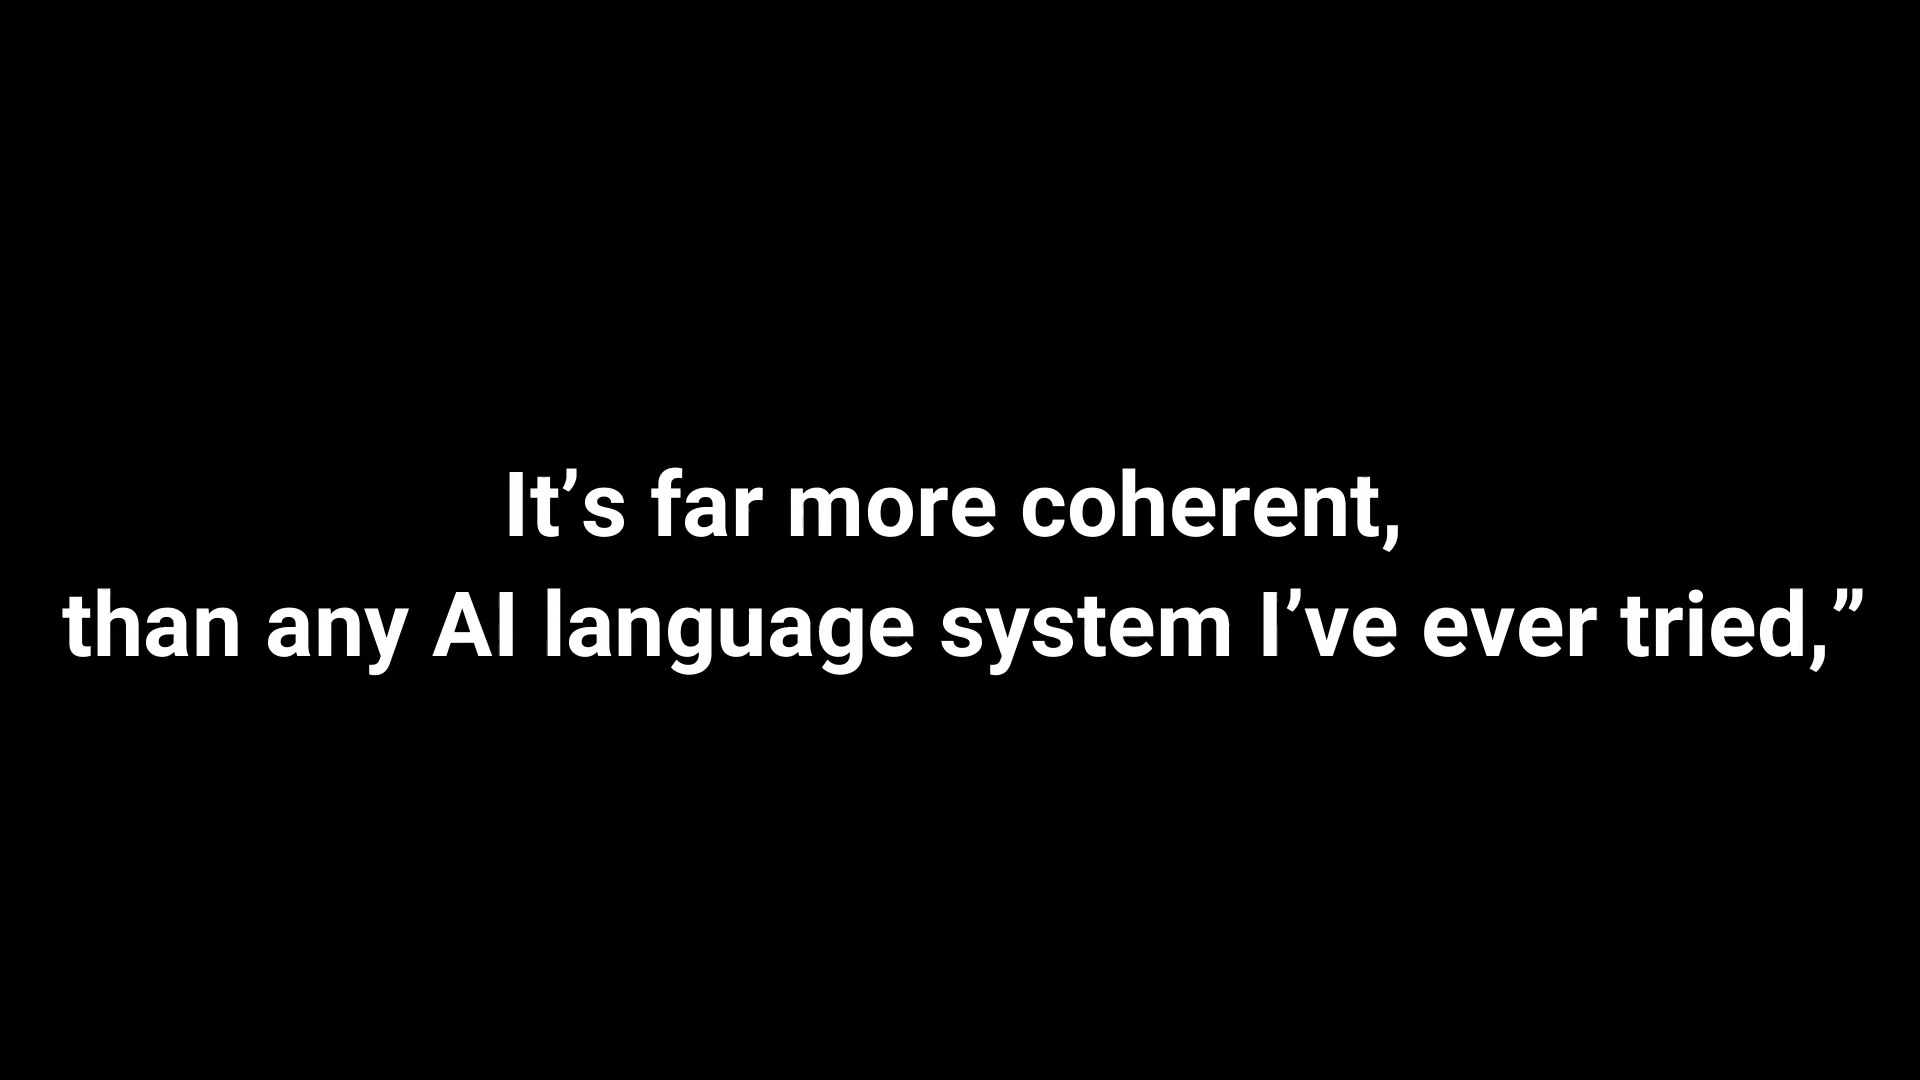 It’s far more coherent,
than any AI language system I’ve ever tried,”